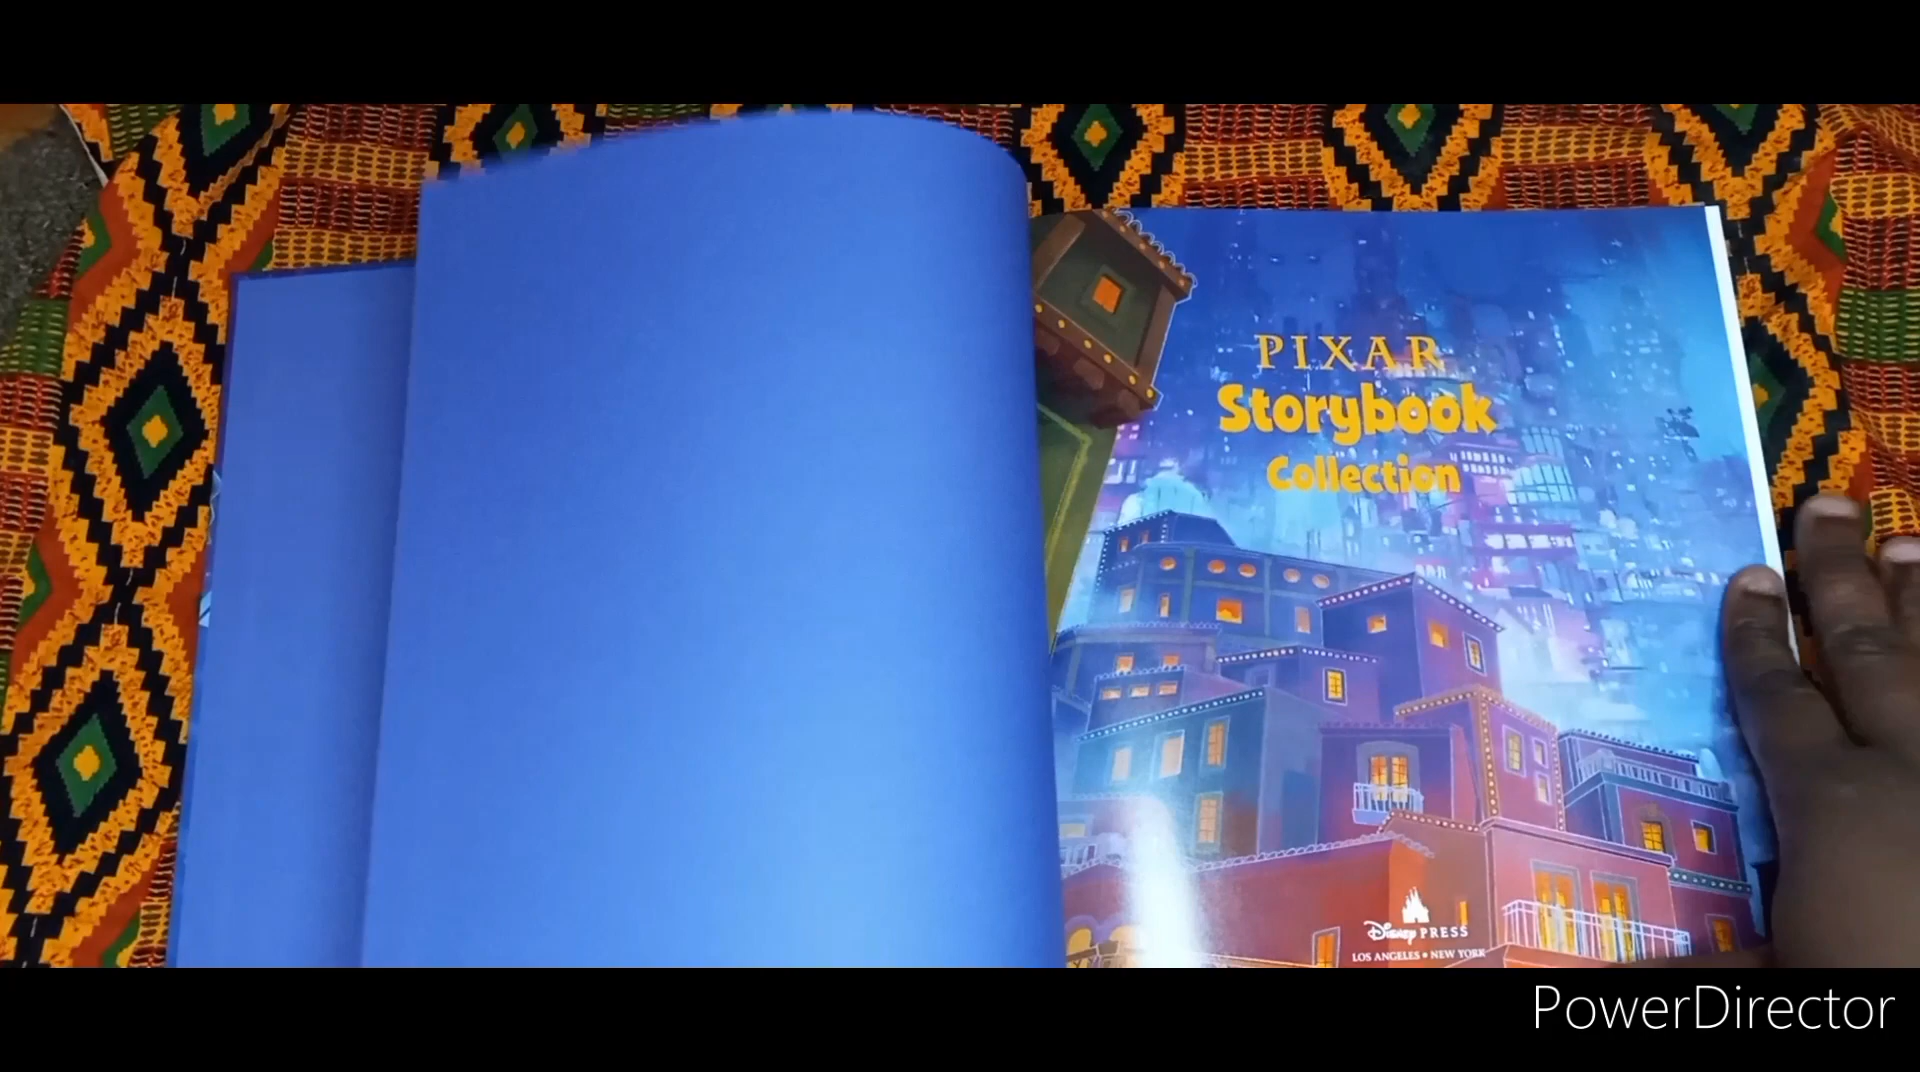 PIXAR
Storybook
Collection
Disney PRESS
LOS ANGELES • NEW YORK
PowerDirector